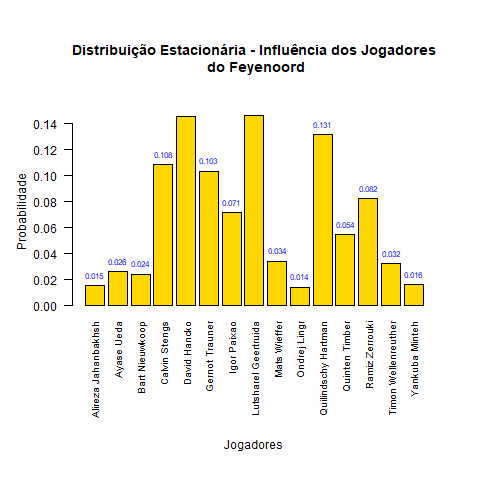 Distribuição Estacionária - Influência dos Jogadores
do Feyenoord
Probabilidade
0.14
0.12
0.10
0.08
0.06
0.04
0.02
0.00
0.015
0.026
0.024
0.108
0.103
0.071
0.034
0.014
0.131
0.054
0.082
0.032
0.016
Alireza Jahanbakhsh
Ayase Ueda
Bart Nieuwkoop
Calvin Stengs
David Hancko
Gernot Trauner
Igor Paixao
Lutsharel Geertruida
Mats Wieffer
Ondrej Lingr
Quilindschy Hartman
Quinten Timber
Ramiz Zerrouki
Timon Wellenreuther
Yankuba Minteh
Jogadores